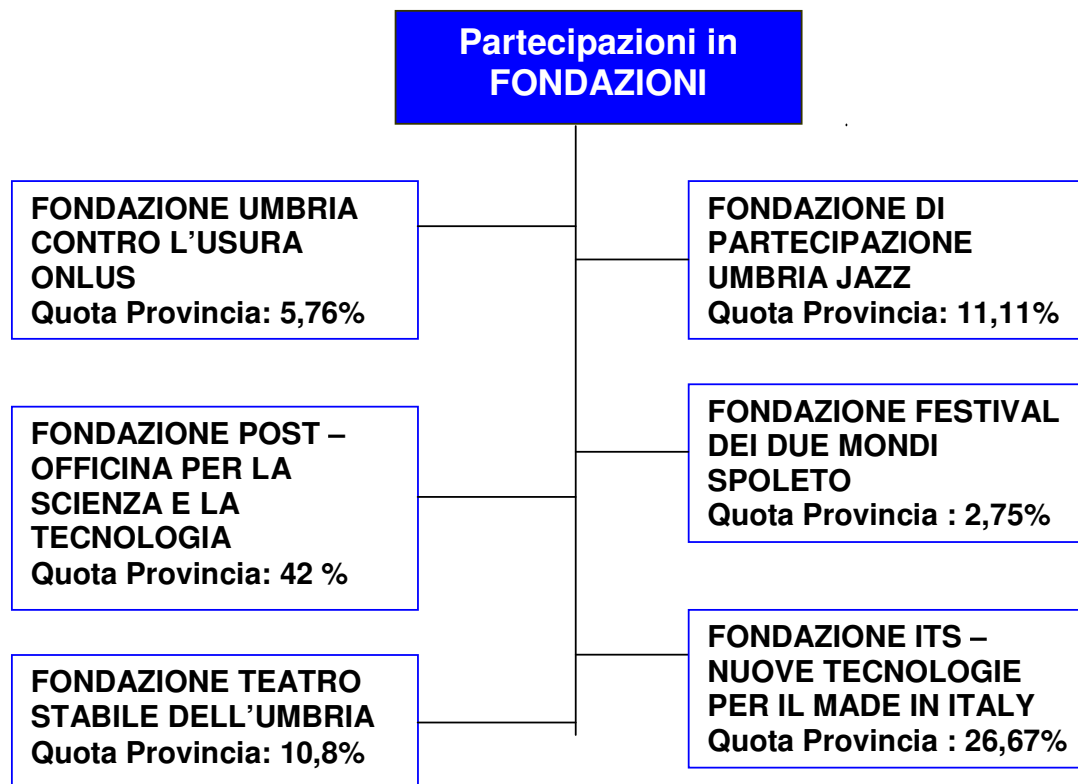 Partecipazioni in
FONDAZIONI
FONDAZIONE UMBRIA
CONTRO L’USURA
ONLUS
Quota Provincia: 5,76%
FONDAZIONE DI
PARTECIPAZIONE
UMBRIA JAZZ
Quota Provincia: 11,11%
FONDAZIONE POST –
OFFICINA PER LA
SCIENZA E LA
TECNOLOGIA
Quota Provincia: 42 %
FONDAZIONE FESTIVAL
DEI DUE MONDI
SPOLETO
Quota Provincia : 2,75%
FONDAZIONE TEATRO
STABILE DELL’UMBRIA
Quota Provincia: 10,8%
FONDAZIONE ITS –
NUOVE TECNOLOGIE
PER IL MADE IN ITALY
Quota Provincia : 26,67%